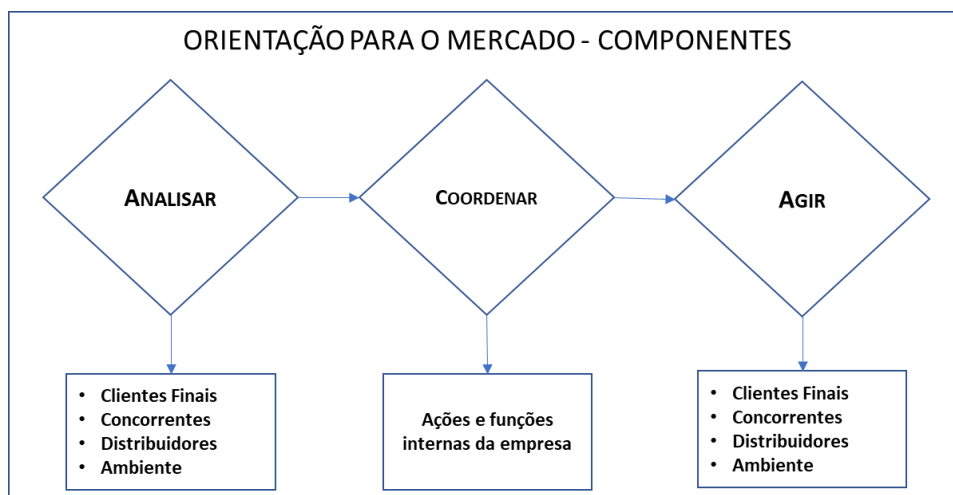 ORIENTAÇÃO PARA O MERCADO - COMPONENTES
ANALISAR
COORDENAR
AGIR
• Clientes Finais
• Concorrentes
• Distribuidores
• Ambiente
Ações e funções
internas da empresa
• Clientes Finais
• Concorrentes
• Distribuidores
• Ambiente